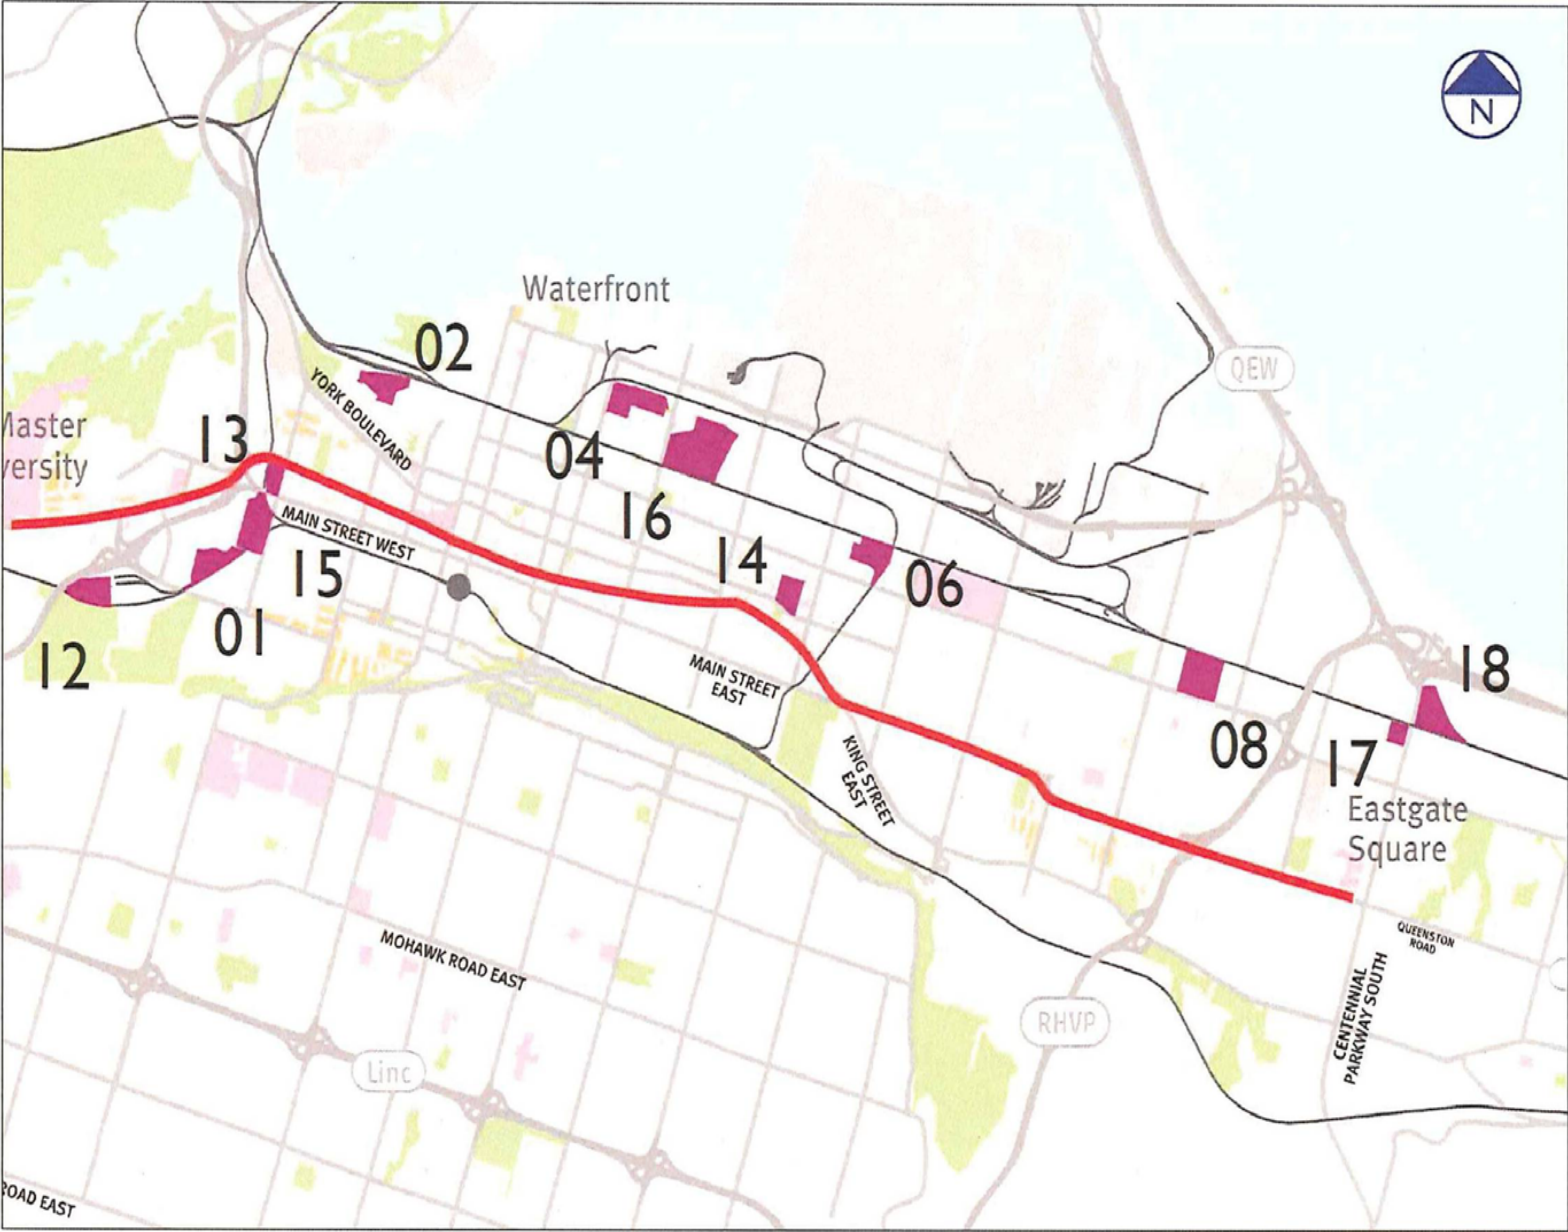 N
Waterfront
02
QEW
YORK BOULEVARD
Master
versity
13
04
16
MAIN STREET WEST
14
15
06
01
12
MAIN STREET
EAST
18
08
17
KING STREET
EAST
Eastgate
Square
QUEENSTON
ROAD
MOHAWK ROAD EAST
CENTENNIAL
PARKWAY SOUTH
RHVP
Linc
ROAD EAST